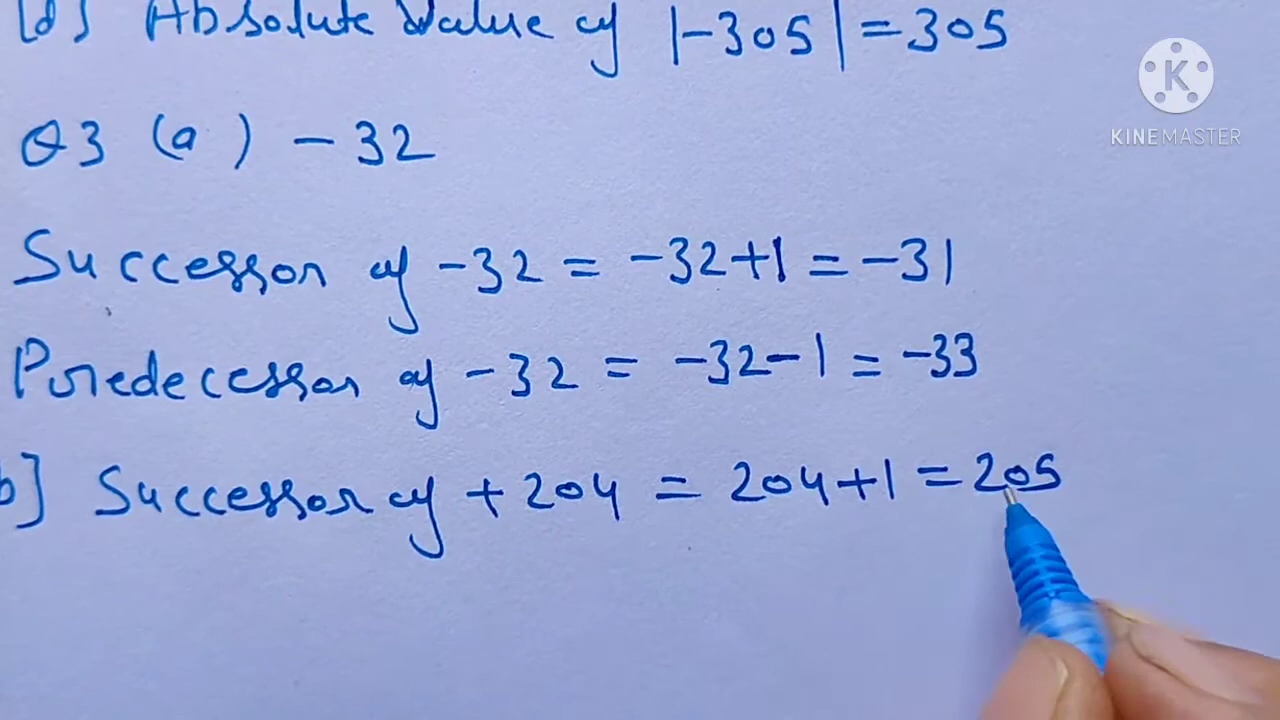 (d) Absolute value of |-305| = 305
KINEMASTER
Q3 (a) -32
Successor of -32 = -32+1 = -31
Predecessor of -32 = -32-1 = -33
b] Successor of +204 = 204+1 = 205